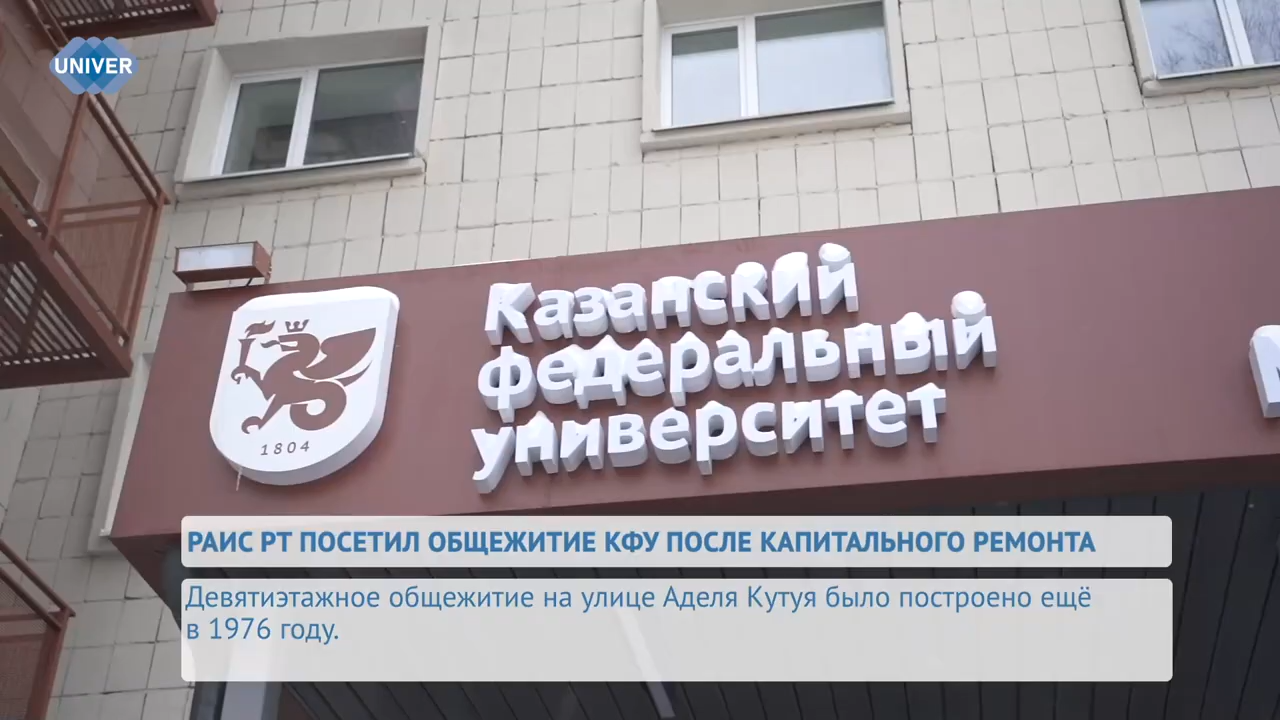 UNIVER
Казанский
федеральный
университет
1804
РАИС РТ ПОСЕТИЛ ОБЩЕЖИТИЕ КФУ ПОСЛЕ КАПИТАЛЬНОГО РЕМОНТА
Девятиэтажное общежитие на улице Аделя Кутуя было построено ещё
в 1976 году.